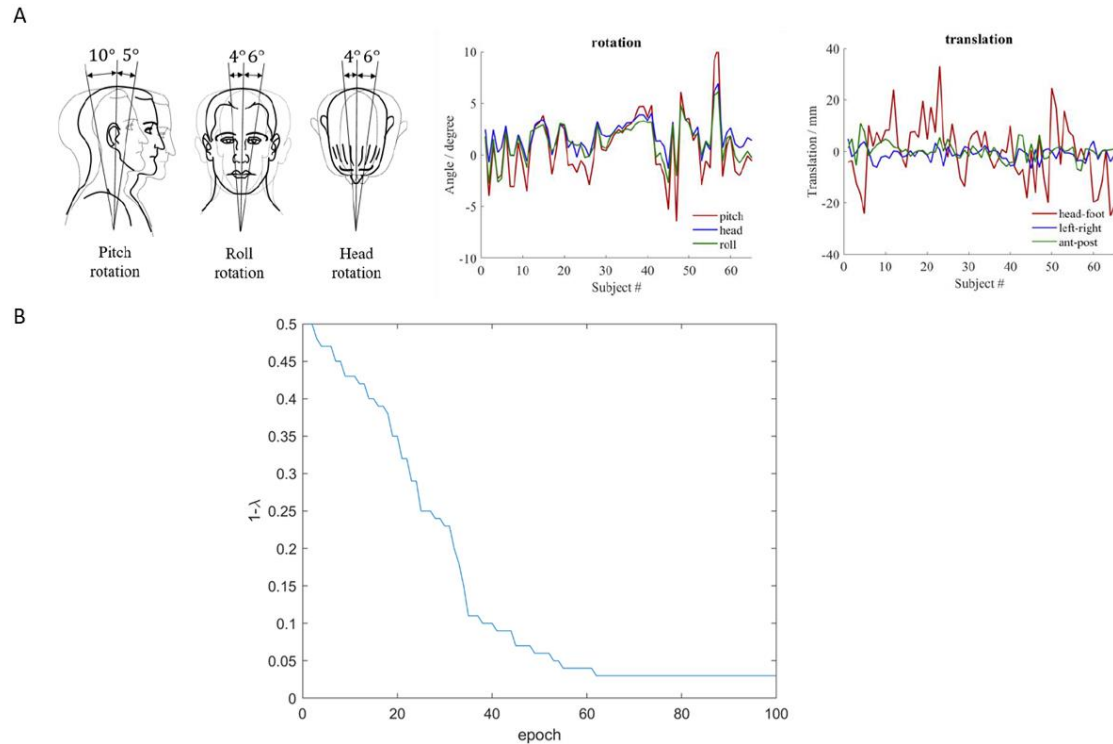 A
10° 5°
4° 6°
4° 6°
Pitch
rotation
Roll
rotation
Head
rotation
rotation
10
5
0
-5
-10
Angle / degree
pitch
head
roll
0 10 20 30 40 50 60
Subject #
translation
40
20
0
-20
-40
Translation / mm
head-foot
left-right
ant-post
0 10 20 30 40 50 60
Subject #
B
0.5
0.45
0.4
0.35
0.3
0.25
0.2
0.15
0.1
0.05
0
1-λ
0 20 40 60 80 100
epoch